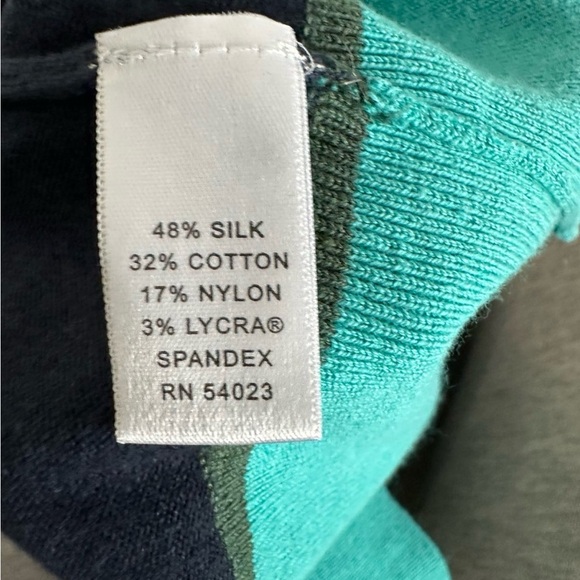 48% SILK
32% COTTON
17% NYLON
3% LYCRA®
SPANDEX
RN 54023